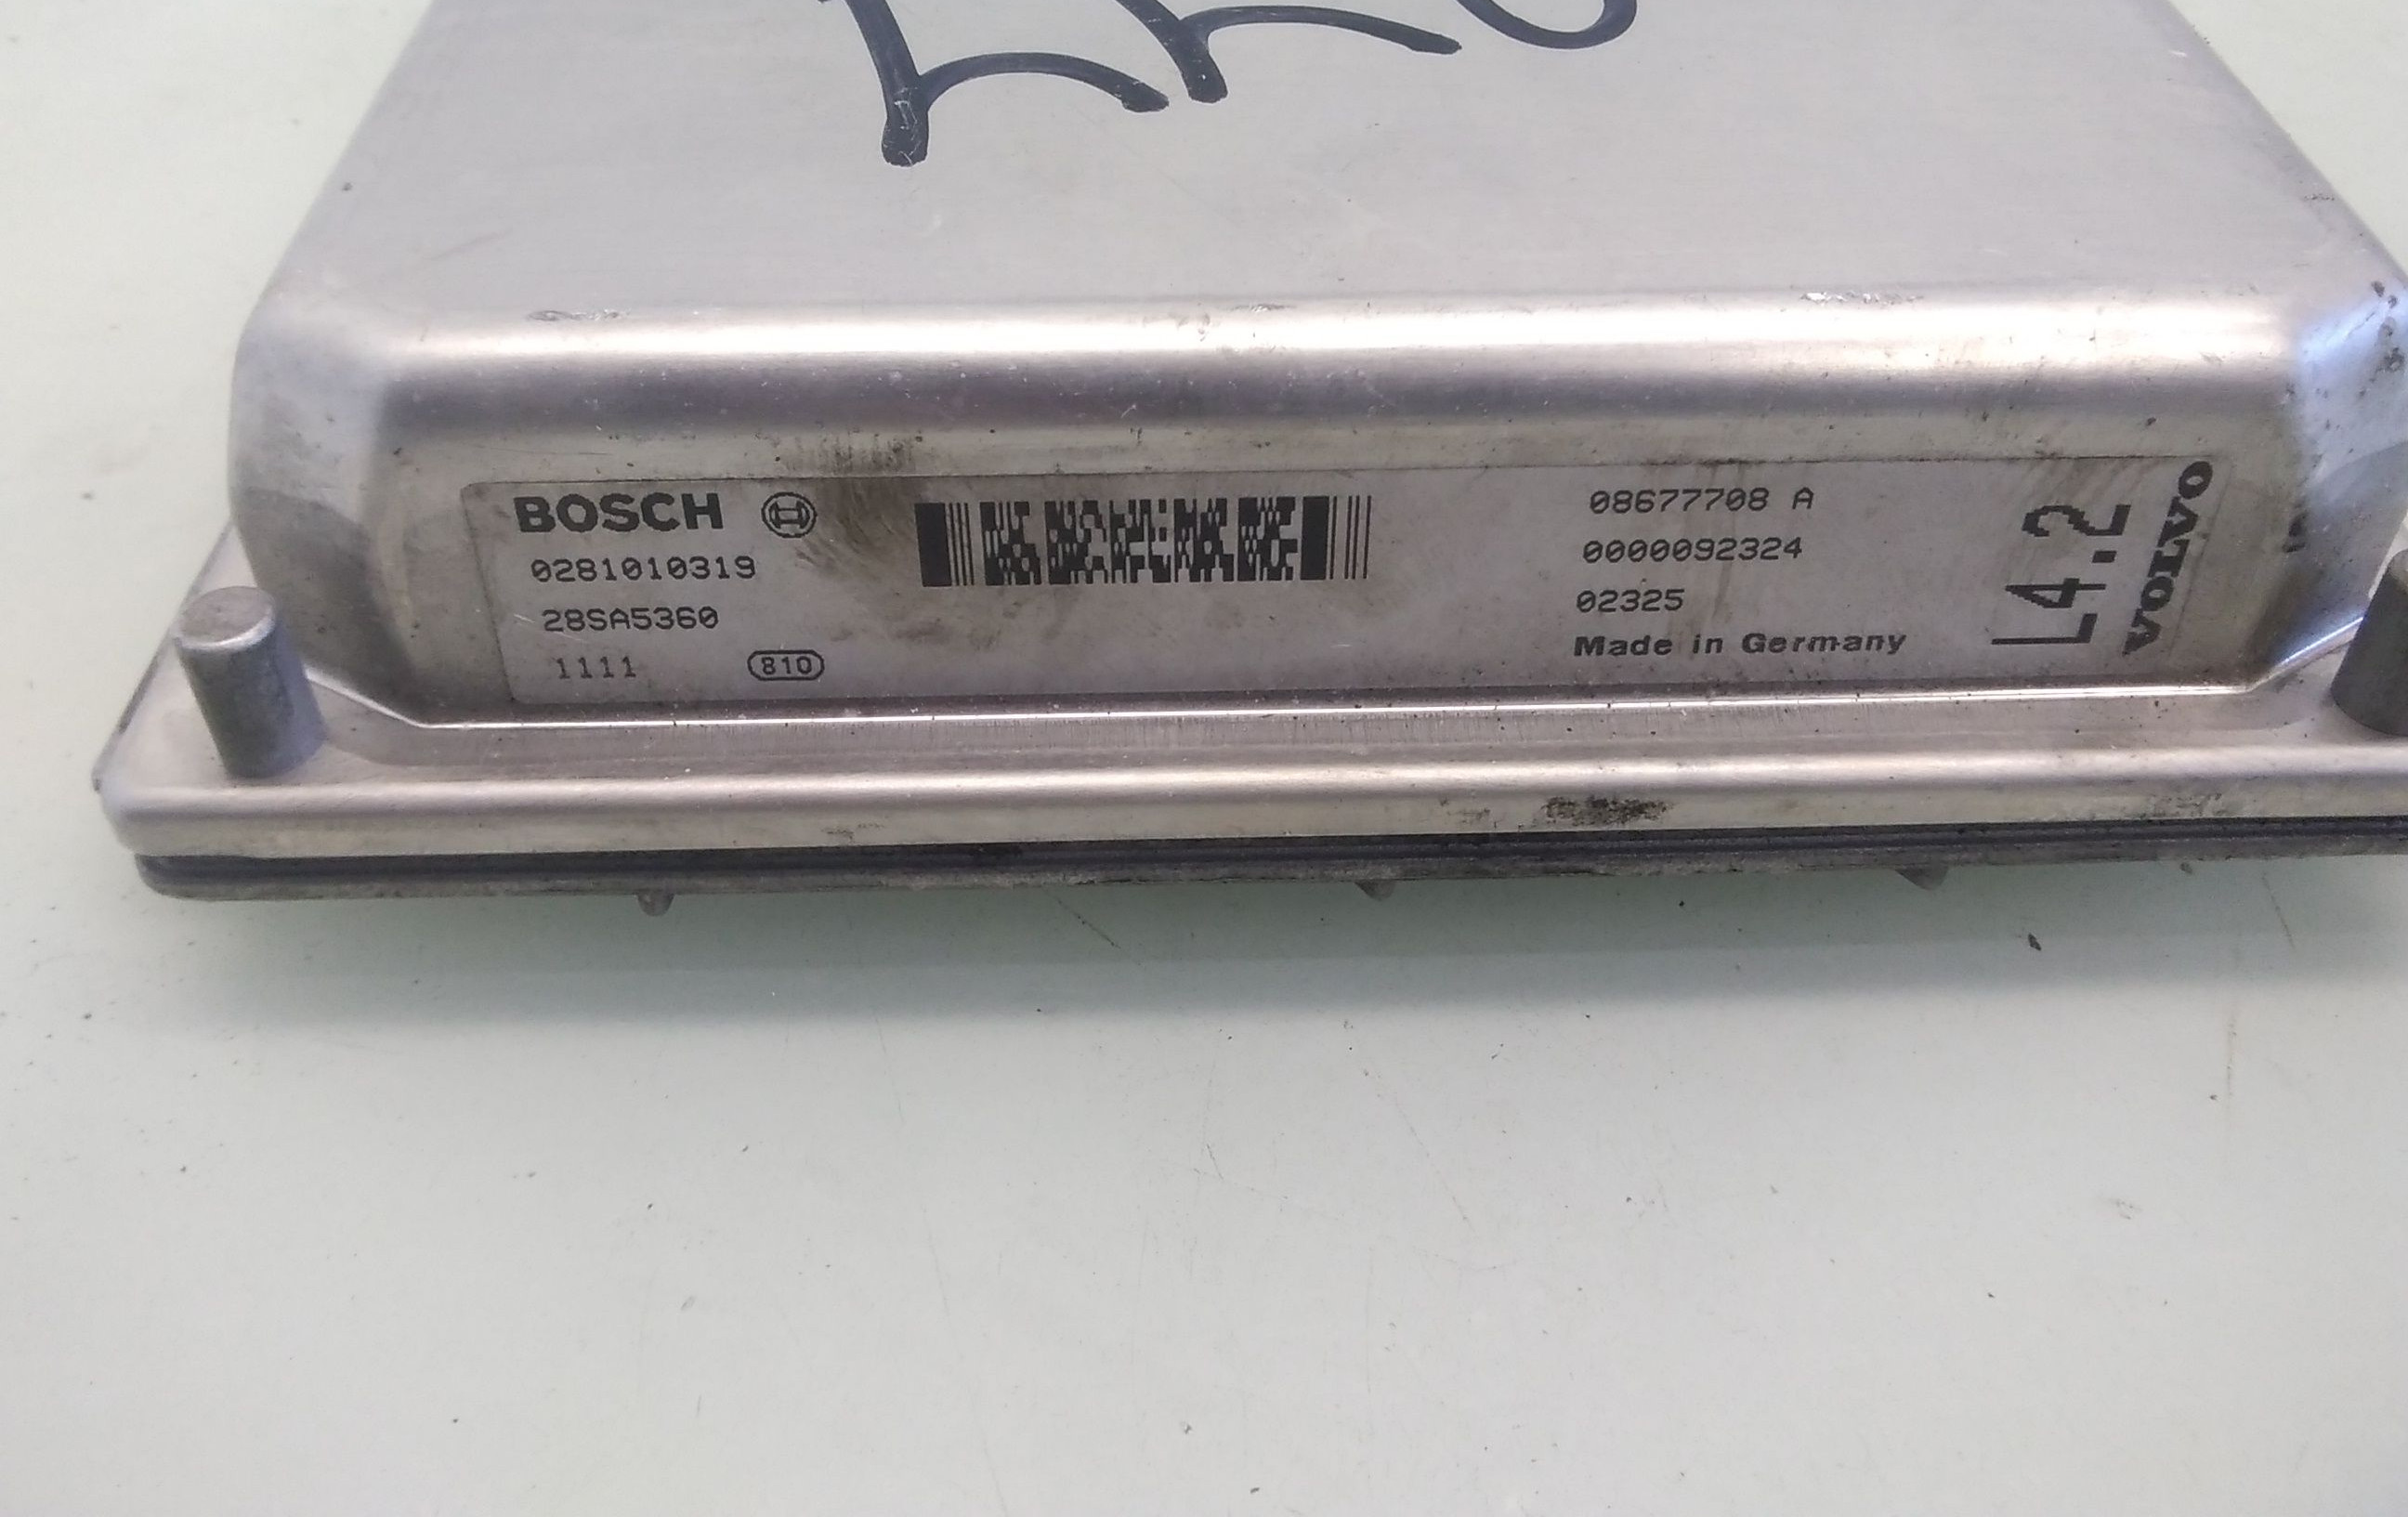 BOSCH
0281010319
28SA5360
1111
810
08677708 A
0000092324
02325
Made in Germany
L4.2
VOLVO